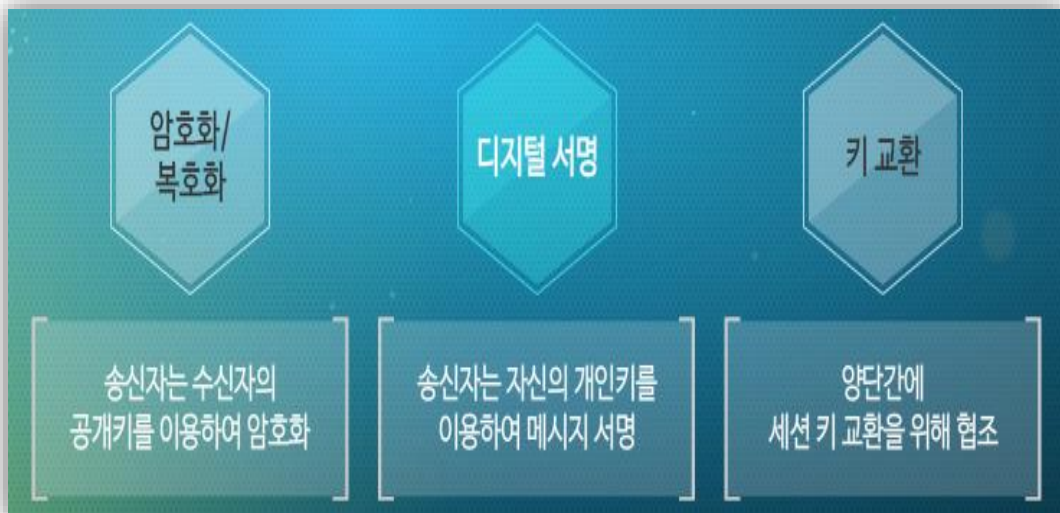 암호화/
복호화
디지털 서명
키 교환
송신자는 수신자의
공개키를 이용하여 암호화
송신자는 자신의 개인키를
이용하여 메시지 서명
양단간에
세션 키 교환을 위해 협조